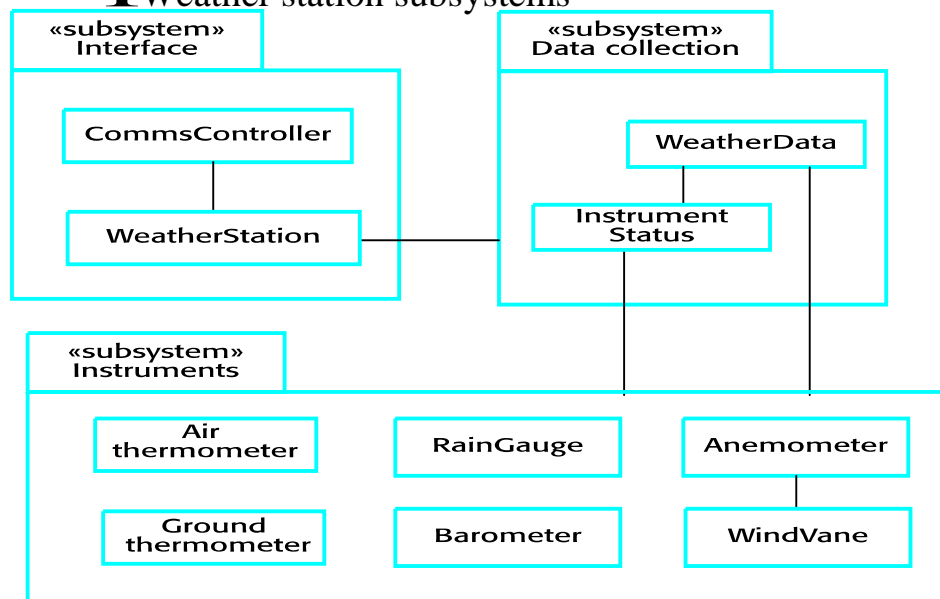 Weather station subsystems
«subsystem»
Interface
CommsController
WeatherStation
«subsystem»
Data collection
WeatherData
Instrument
Status
«subsystem»
Instruments
Air
thermometer
RainGauge
Anemometer
Ground
thermometer
Barometer
WindVane